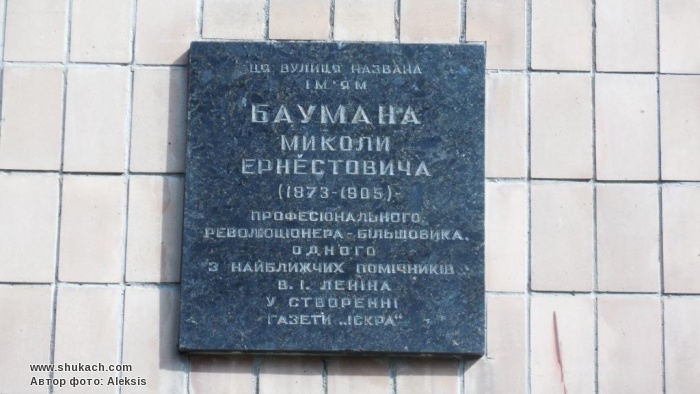 ЦЯ ВУЛИЦЯ НАЗВАНА
ІМ'ЯМ
БАУМАНА
МИКОЛИ
ЕРНЕСТОВИЧА
(1873-1905)-
ПРОФЕСІОНАЛЬНОГО
РЕВОЛЮЦІОНЕРА-БІЛЬШОВИКА,
ОДНОГО
З НАЙБЛИЖЧИХ ПОМІЧНИКІВ
В. І. ЛЕНІНА
У СТВОРЕННІ
ГАЗЕТИ „ІСКРА"
www.shukach.com
Автор фото: Aleksis